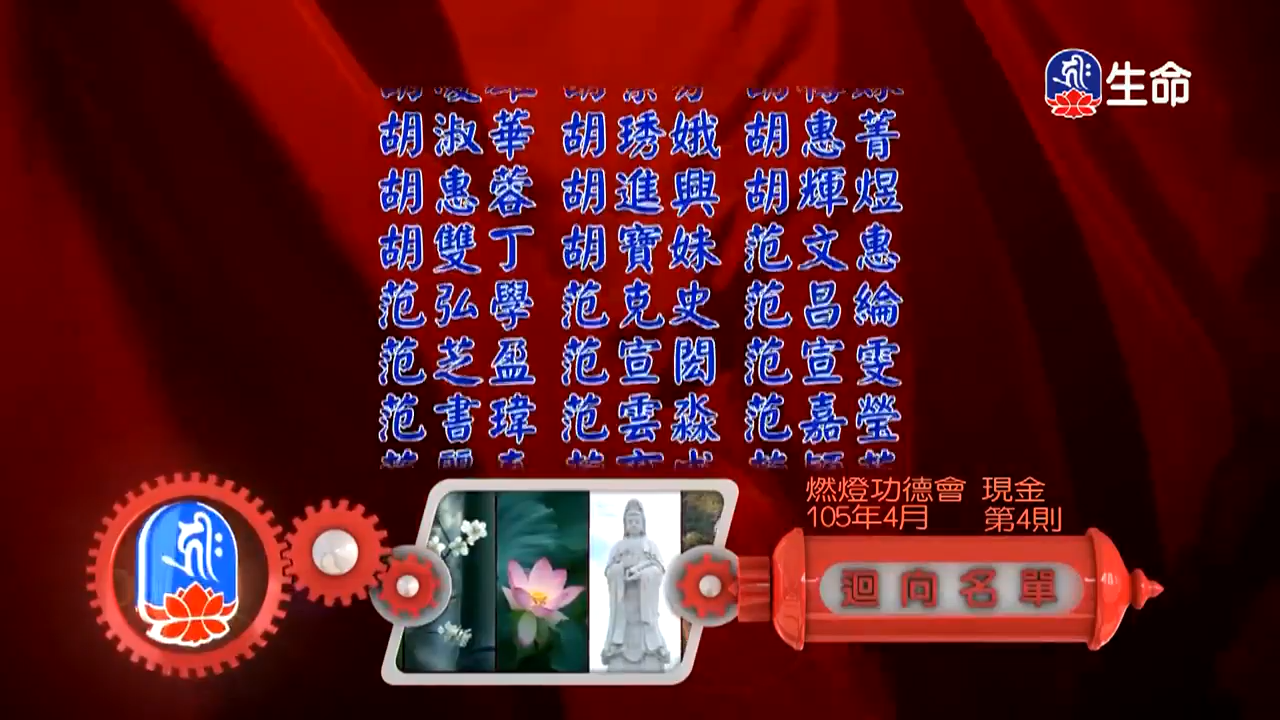 生命
胡淑華 胡琇娥 胡惠菁
胡惠蓉 胡進興 胡輝煜
胡雙丁 胡寶妹 范文惠
范弘學 范克史 范昌綸
范芝盈 范宣閎 范宣雯
范書瑋 范雲淼 范嘉瑩
燃燈功德會 現金
105年4月 第4則
迴向名單